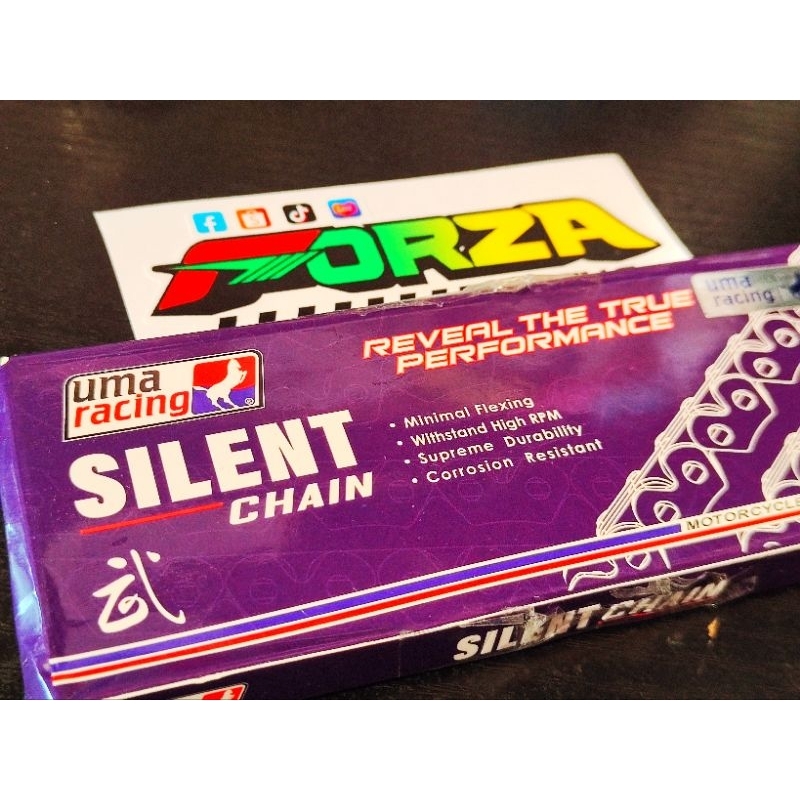 FORZA
REVEAL THE TRUE
PERFORMANCE
uma
racing
uma
racing
®
SILENT
CHAIN
• Minimal Flexing
• Withstand High RPM
• Supreme Durability
• Corrosion Resistant
武
MOTORCYCLE
SILENT CHAIN